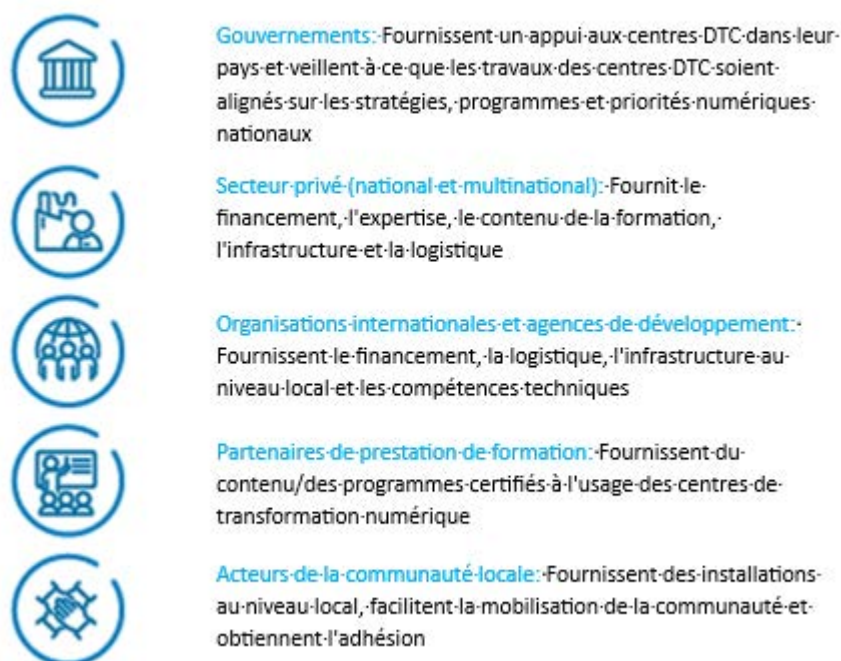 Gouvernements: Fournissent un appui aux centres DTC dans leur
pays et veillent à ce que les travaux des centres DTC soient
alignés sur les stratégies, programmes et priorités numériques
nationaux
Secteur privé (national et multinational): Fournit le
financement, l'expertise, le contenu de la formation,
l'infrastructure et la logistique
Organisations internationales et agences de développement:
Fournissent le financement, la logistique, l'infrastructure au
niveau local et les compétences techniques
Partenaires de prestation de formation: Fournissent du
contenu/des programmes certifiés à l'usage des centres de
transformation numérique
Acteurs de la communauté locale: Fournissent des installations
au niveau local, facilitent la mobilisation de la communauté et
obtiennent l'adhésion